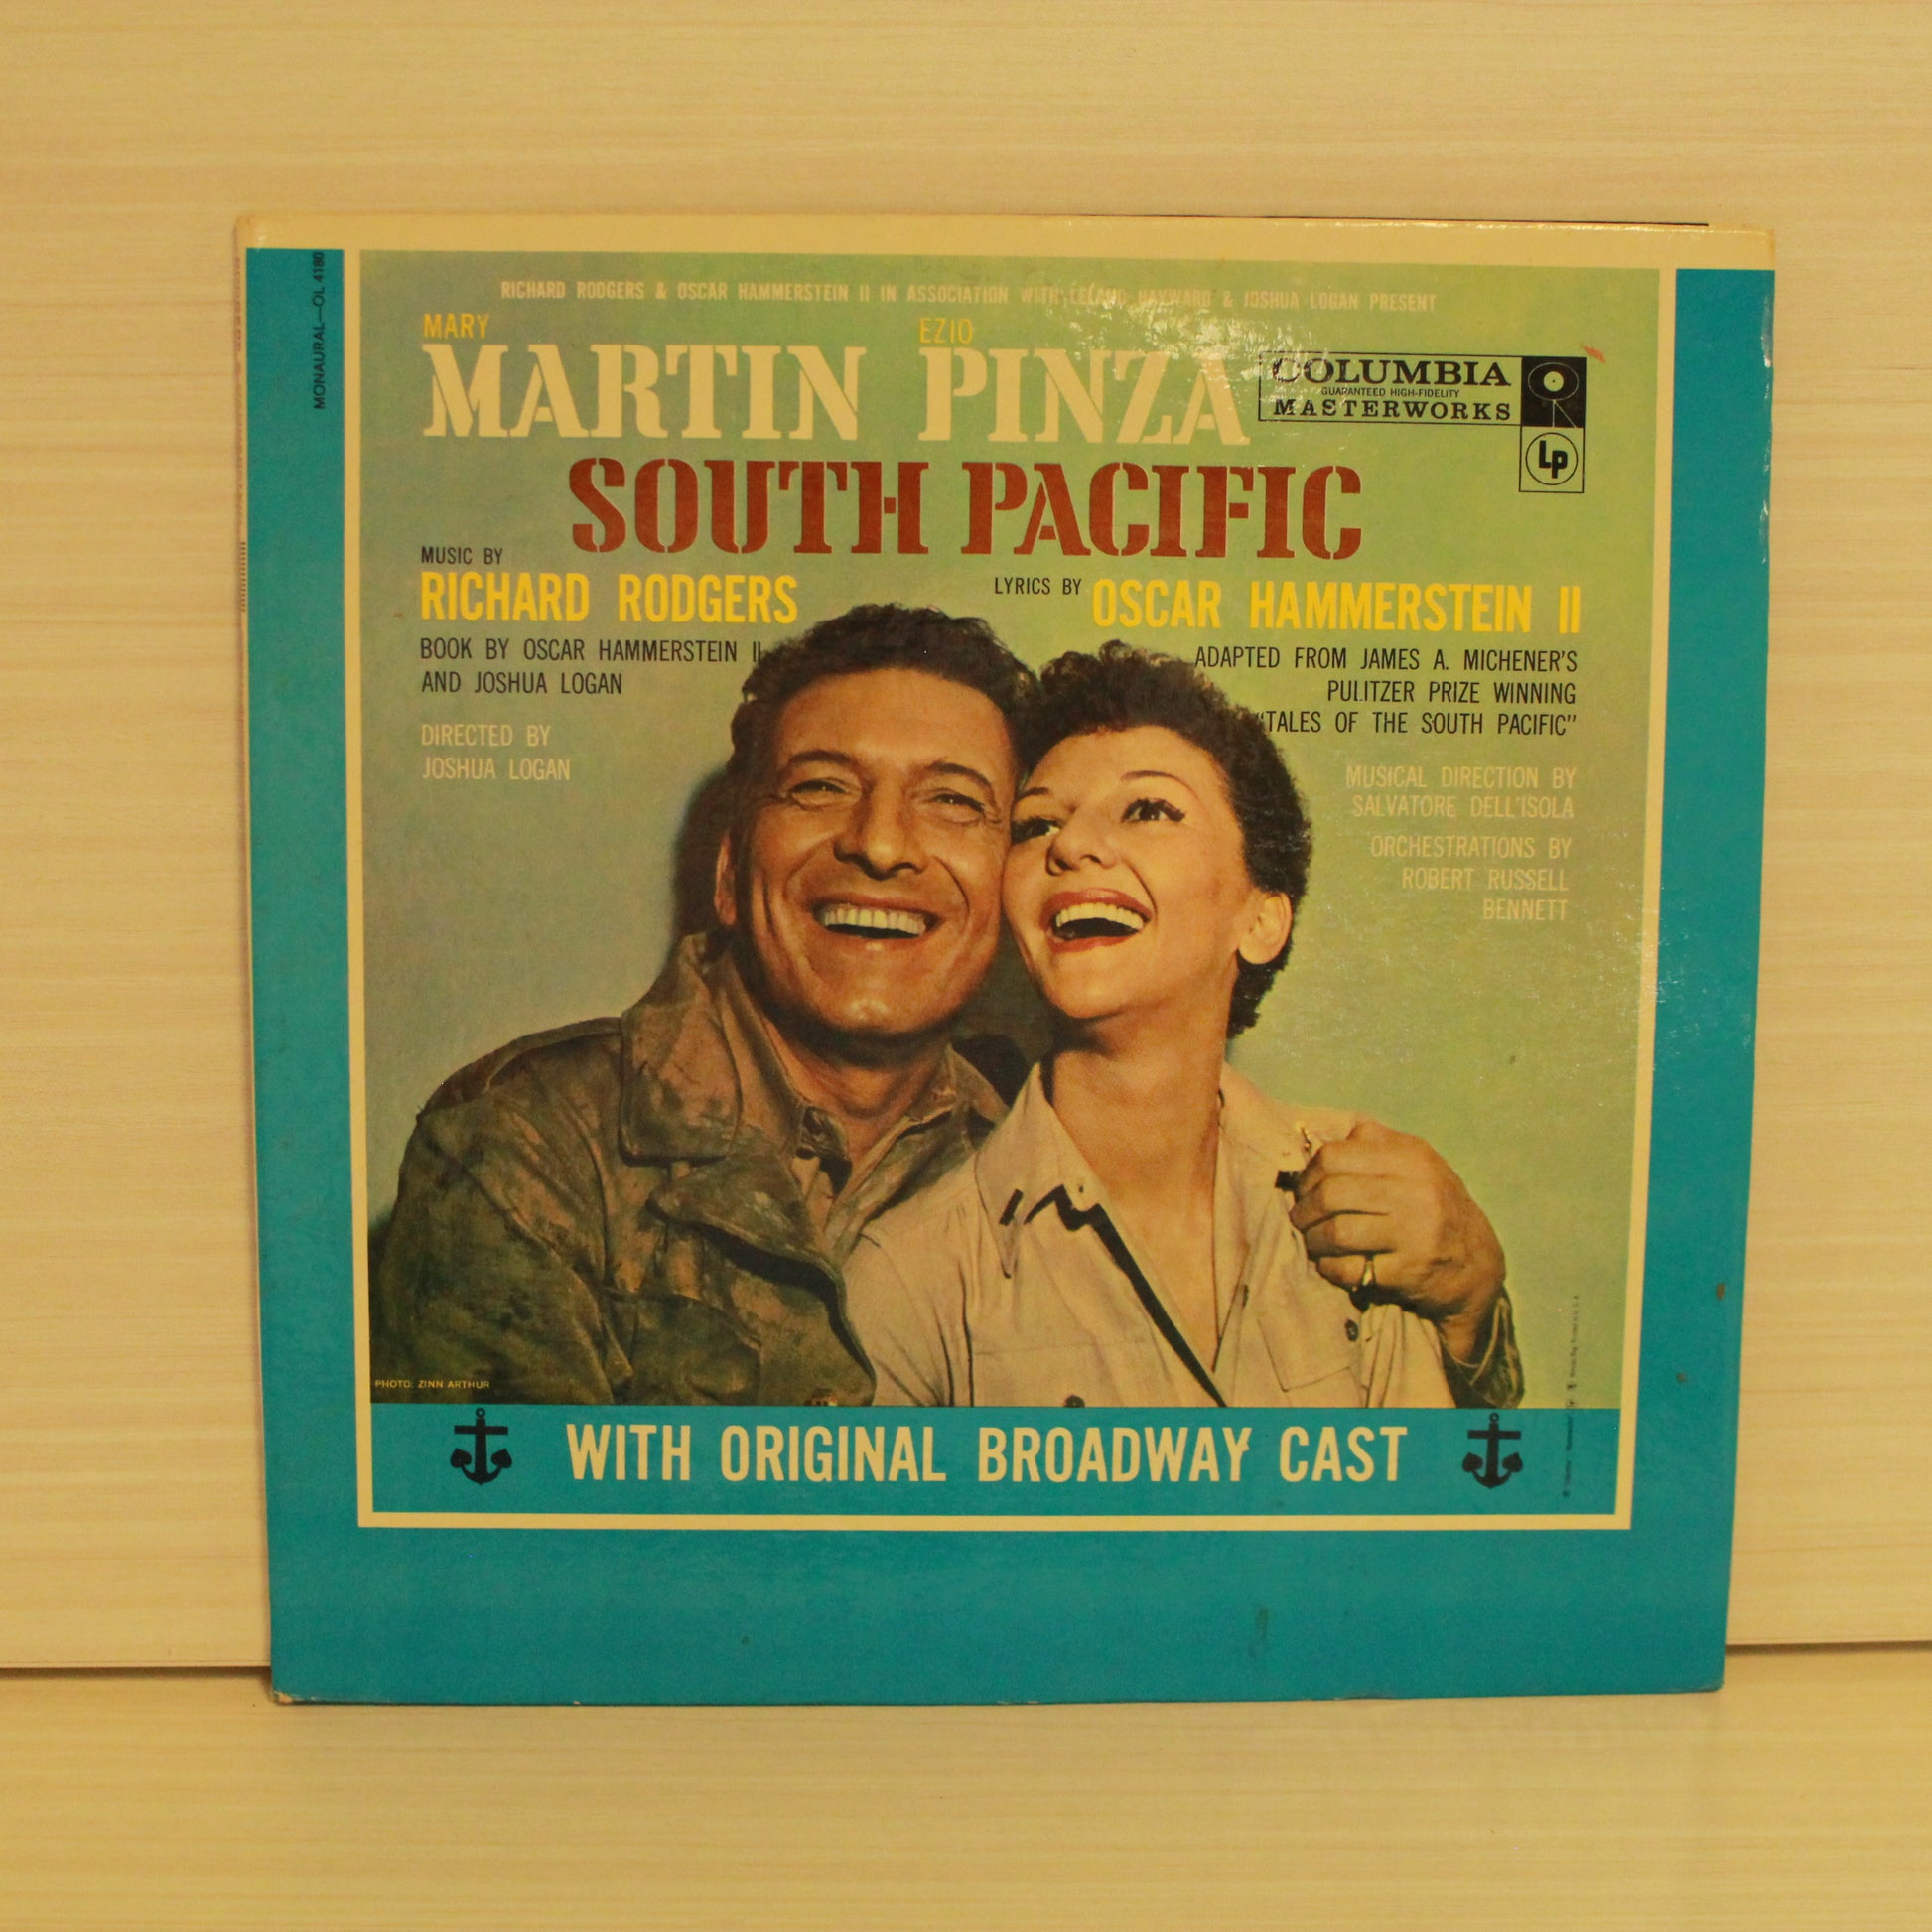 MONAURAL—OL 4180
RICHARD RODGERS & OSCAR HAMMERSTEIN II IN ASSOCIATION WITH LELAND HAYWARD & JOSHUA LOGAN PRESENT
MARY EZIO
MARTIN PINZA
COLUMBIA
GUARANTEED HIGH-FIDELITY
MASTERWORKS
Lp
SOUTH PACIFIC
MUSIC BY
RICHARD RODGERS
BOOK BY OSCAR HAMMERSTEIN II
AND JOSHUA LOGAN
DIRECTED BY
JOSHUA LOGAN
LYRICS BY OSCAR HAMMERSTEIN II
ADAPTED FROM JAMES A. MICHENER'S
PULITZER PRIZE WINNING
"TALES OF THE SOUTH PACIFIC"
MUSICAL DIRECTION BY
SALVATORE DELL'ISOLA
ORCHESTRATIONS BY
ROBERT RUSSELL
BENNETT
PHOTO: ZINN ARTHUR
WITH ORIGINAL BROADWAY CAST